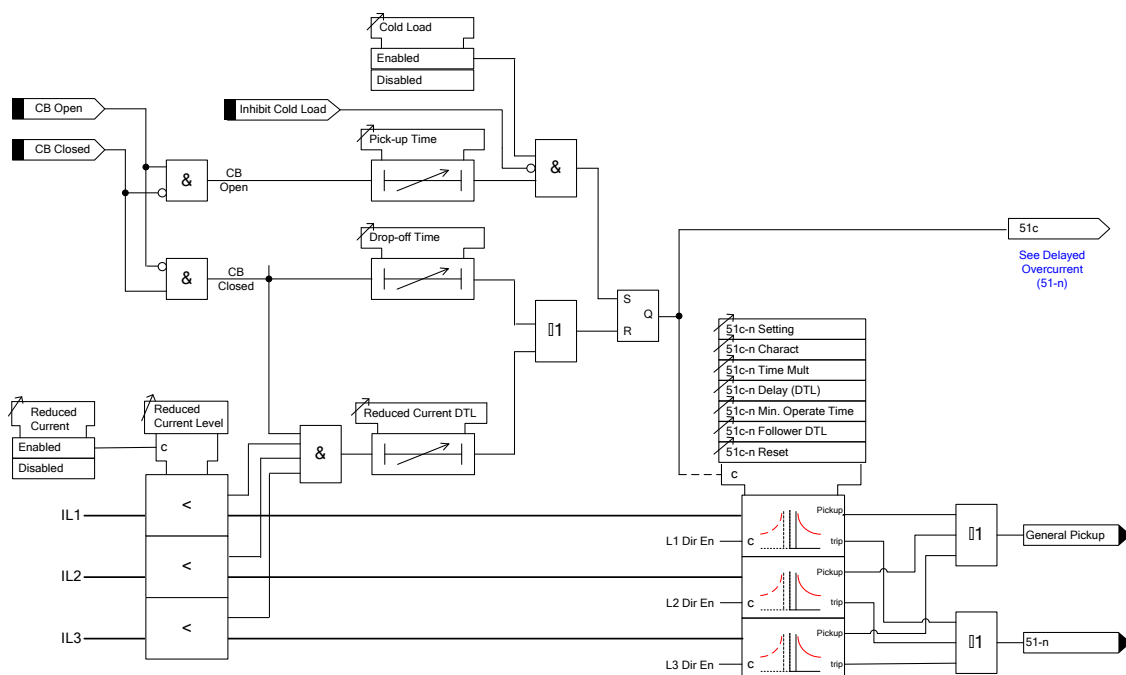 Cold Load
Enabled
Disabled
CB Open
Inhibit Cold Load
CB Closed
Pick-up Time
&
CB
Open
&
Drop-off Time
&
CB
Closed
S
Q
R
1
51c
See Delayed
Overcurrent
(51-n)
51c-n Setting
51c-n Charact
51c-n Time Mult
51c-n Delay (DTL)
51c-n Min. Operate Time
51c-n Follower DTL
51c-n Reset
c
Reduced
Current
Enabled
Disabled
Reduced
Current Level
c
Reduced Current DTL
&
<
IL1
<
IL2
<
IL3
L1 Dir En
c
Pickup
trip
L2 Dir En
c
Pickup
trip
L3 Dir En
c
Pickup
trip
1
General Pickup
1
51-n